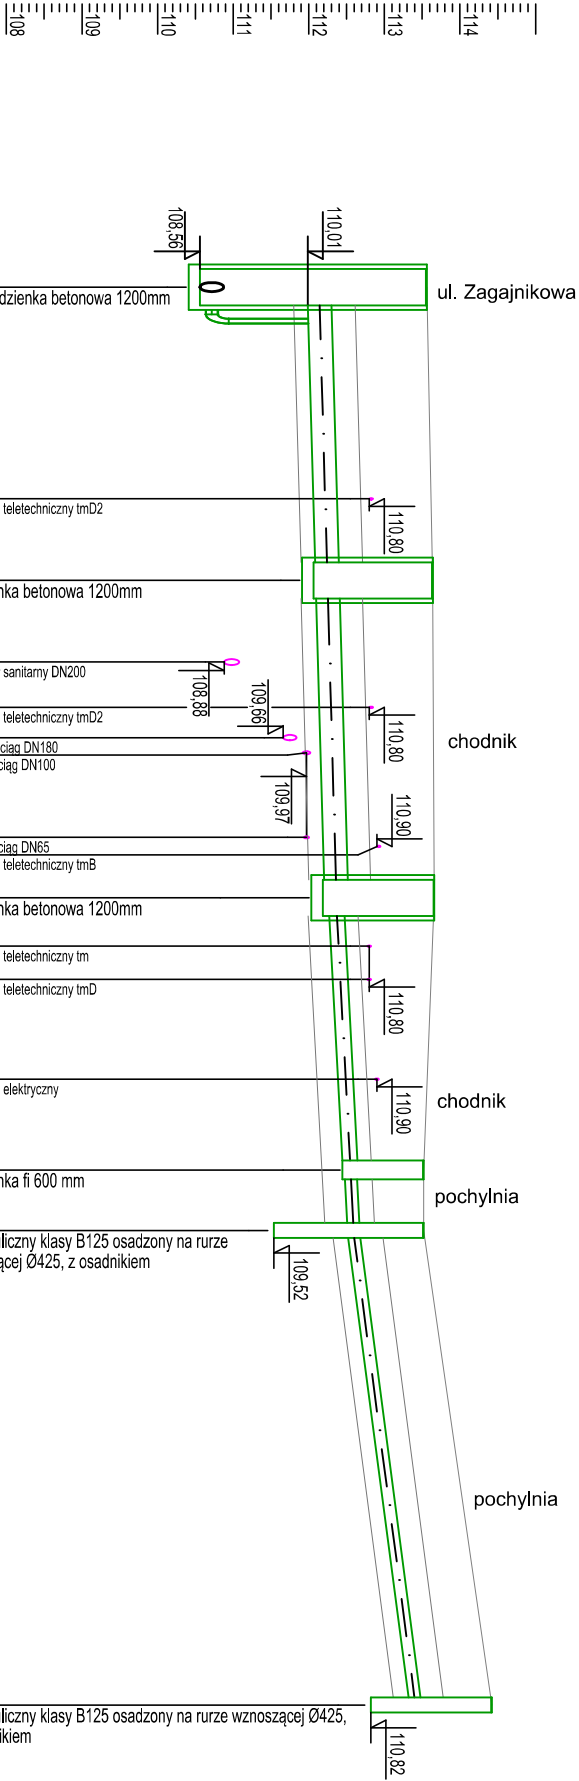 108
109
110
111
112
113
114
108,56
110,01
dzienka betonowa 1200mm
ul. Zagajnikowa
teletechniczny tmD2
110,80
nka betonowa 1200mm
sanitarny DN200
108,88
109,66
teletechniczny tmD2
110,80
chodnik
ciąg DN180
ciąg DN100
109,97
110,90
ciąg DN65
teletechniczny tmB
nka betonowa 1200mm
teletechniczny tm
teletechniczny tmD
110,80
elektryczny
110,90
chodnik
nka fi 600 mm
pochylnia
liczny klasy B125 osadzony na rurze
ącej Ø425, z osadnikiem
109,52
pochylnia
liczny klasy B125 osadzony na rurze wznoszącej Ø425,
ikiem
110,82